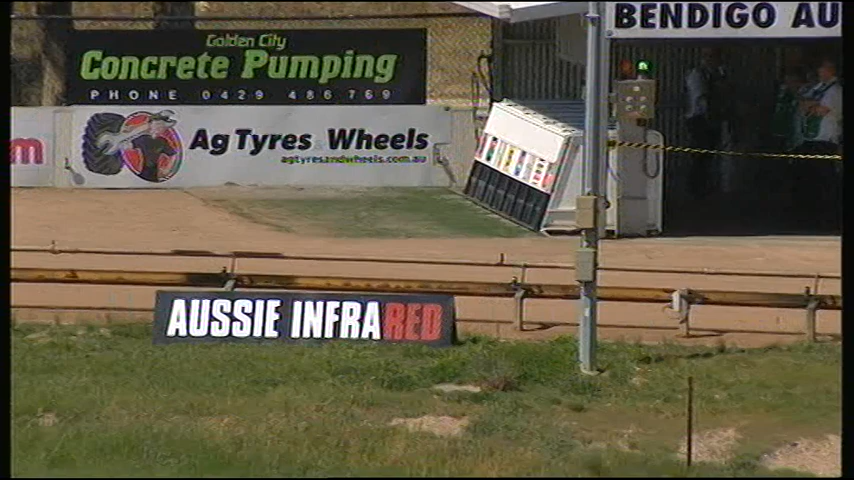 BENDIGO AU
Golden City
Concrete Pumping
PHONE 0429 486 769
m
Ag Tyres & Wheels
agtyresandwheels.com.au
AUSSIE INFRARED